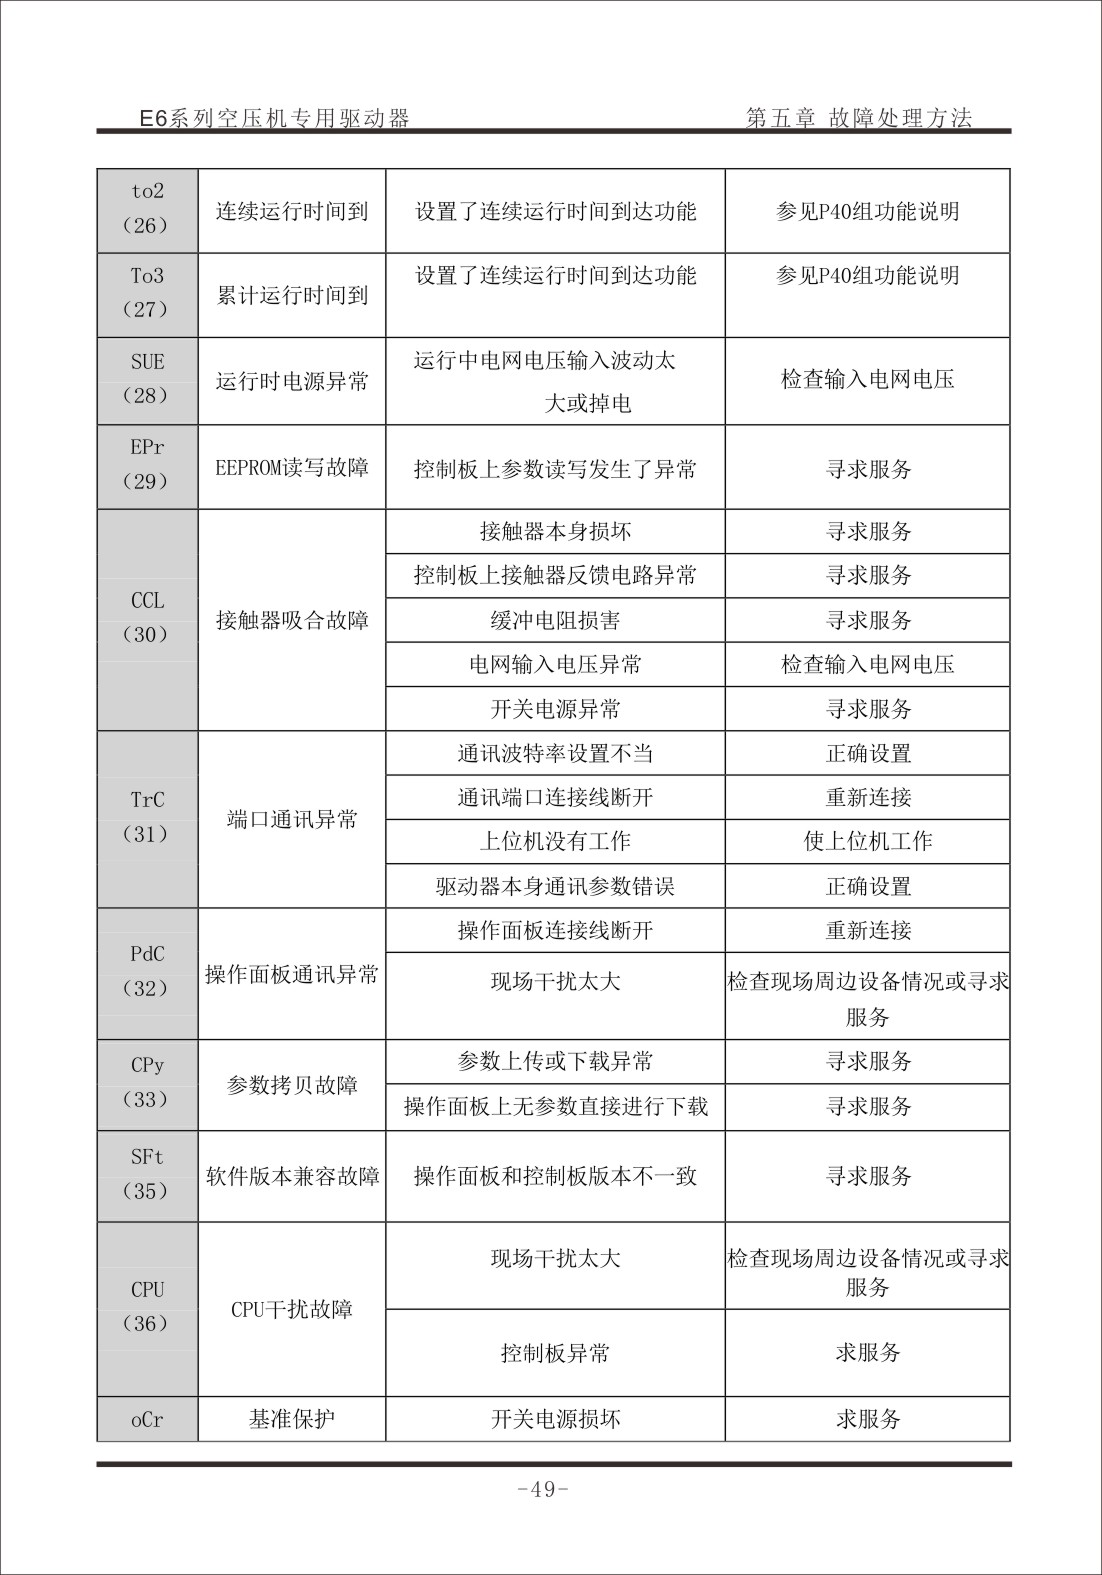 E6系列空压机专用驱动器 第五章 故障处理方法
to2
（26）
连续运行时间到 设置了连续运行时间到达功能 参见P40组功能说明
To3
（27）
累计运行时间到 设置了连续运行时间到达功能 参见P40组功能说明
SUE
（28）
运行时电源异常
运行中电网电压输入波动太
大或掉电
检查输入电网电压
EPr
（29）
EEPROM读写故障 控制板上参数读写发生了异常 寻求服务
CCL
（30）
接触器吸合故障
接触器本身损坏 寻求服务
控制板上接触器反馈电路异常 寻求服务
缓冲电阻损害 寻求服务
电网输入电压异常 检查输入电网电压
开关电源异常 寻求服务
TrC
（31）
端口通讯异常
通讯波特率设置不当 正确设置
通讯端口连接线断开 重新连接
上位机没有工作 使上位机工作
驱动器本身通讯参数错误 正确设置
PdC
（32）
操作面板通讯异常
操作面板连接线断开 重新连接
现场干扰太大 检查现场周边设备情况或寻求
服务
CPy
（33）
参数拷贝故障
参数上传或下载异常 寻求服务
操作面板上无参数直接进行下载 寻求服务
SFt
（35）
软件版本兼容故障 操作面板和控制板版本不一致 寻求服务
CPU
（36）
CPU干扰故障
现场干扰太大 检查现场周边设备情况或寻求
服务
控制板异常 求服务
oCr 基准保护 开关电源损坏 求服务
-49-